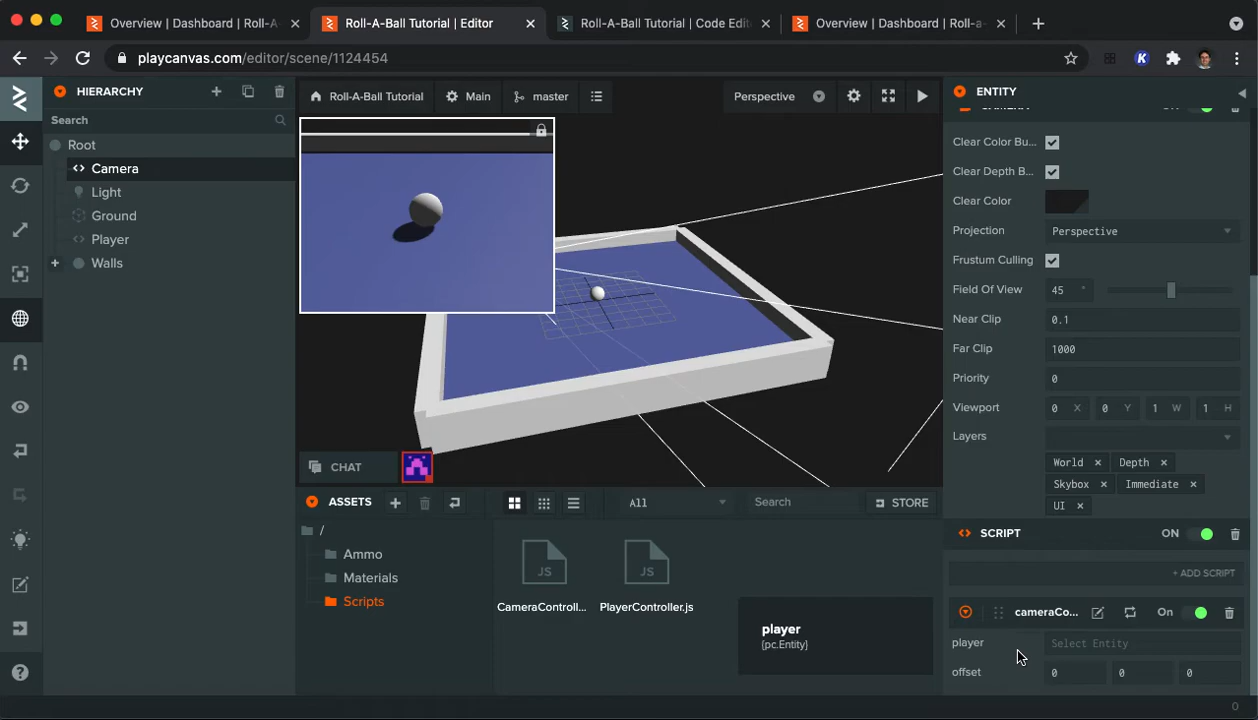 Overview | Dashboard | Roll-A-
Roll-A-Ball Tutorial | Editor
Roll-A-Ball Tutorial | Code Edit
Overview | Dashboard | Roll-a-
playcanvas.com/editor/scene/1124454
HIERARCHY
Search
Root
Camera
Light
Ground
Player
Walls
Roll-A-Ball Tutorial
Main
master
Perspective
CHAT
ASSETS
All
Search
STORE
/
Ammo
Materials
Scripts
JS
CameraControll...
JS
PlayerController.js
player
{pc.Entity}
ENTITY
CAMERA
Clear Color Bu...
Clear Depth B...
Clear Color
Projection
Perspective
Frustum Culling
Field Of View
45 °
Near Clip
0.1
Far Clip
1000
Priority
0
Viewport
0 X 0 Y 1 W 1 H
Layers
World Depth
Skybox Immediate
UI
SCRIPT ON
+ ADD SCRIPT
cameraCo... On
player Select Entity
offset 0 0 0
0